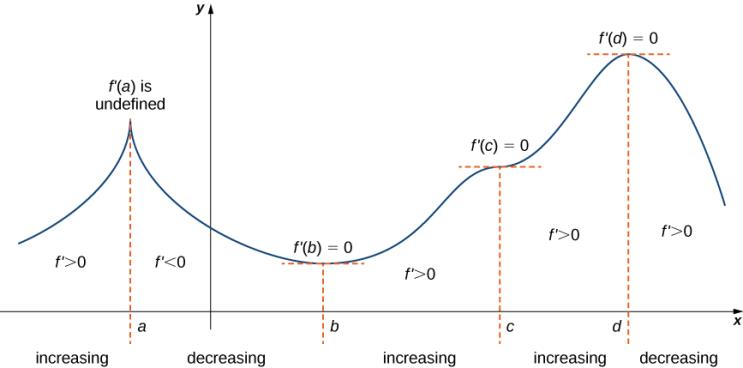 y
f'(d) = 0
f'(a) is
undefined
f'(c) = 0
f'(b) = 0
f'>0
f'<0
f'>0
f'>0
f'>0
x
a
b
c
d
increasing
decreasing
increasing
increasing
decreasing